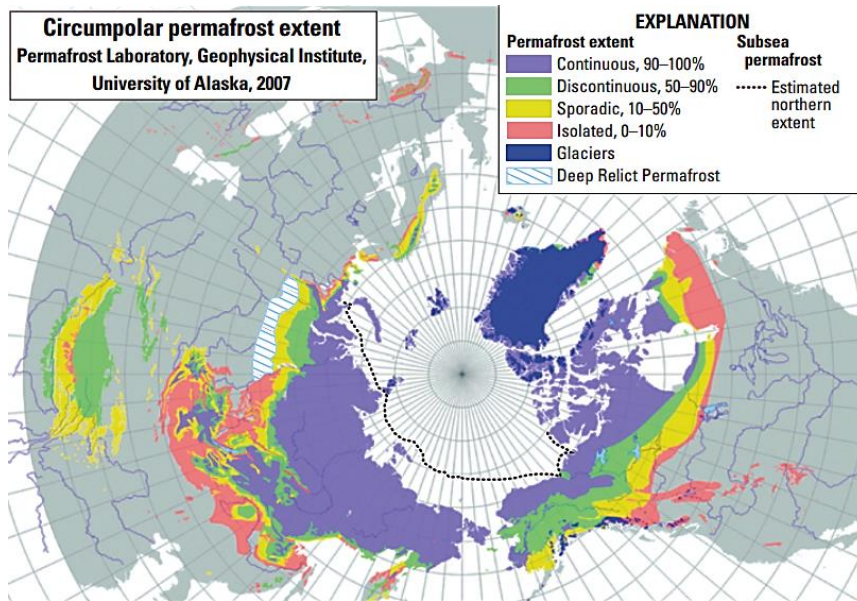 Circumpolar permafrost extent
Permafrost Laboratory, Geophysical Institute,
University of Alaska, 2007
EXPLANATION
Permafrost extent
Continuous, 90–100%
Discontinuous, 50–90%
Sporadic, 10–50%
Isolated, 0–10%
Glaciers
Deep Relict Permafrost
Subsea
permafrost
Estimated
northern
extent